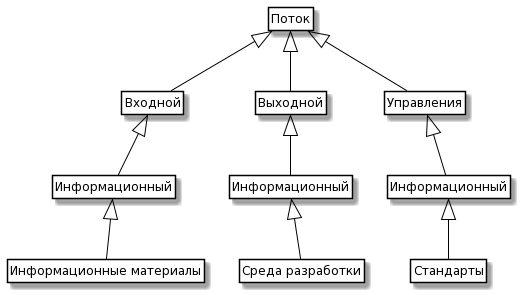 Поток
Входной
Выходной
Управления
Информационный
Информационный
Информационный
Информационные материалы
Среда разработки
Стандарты